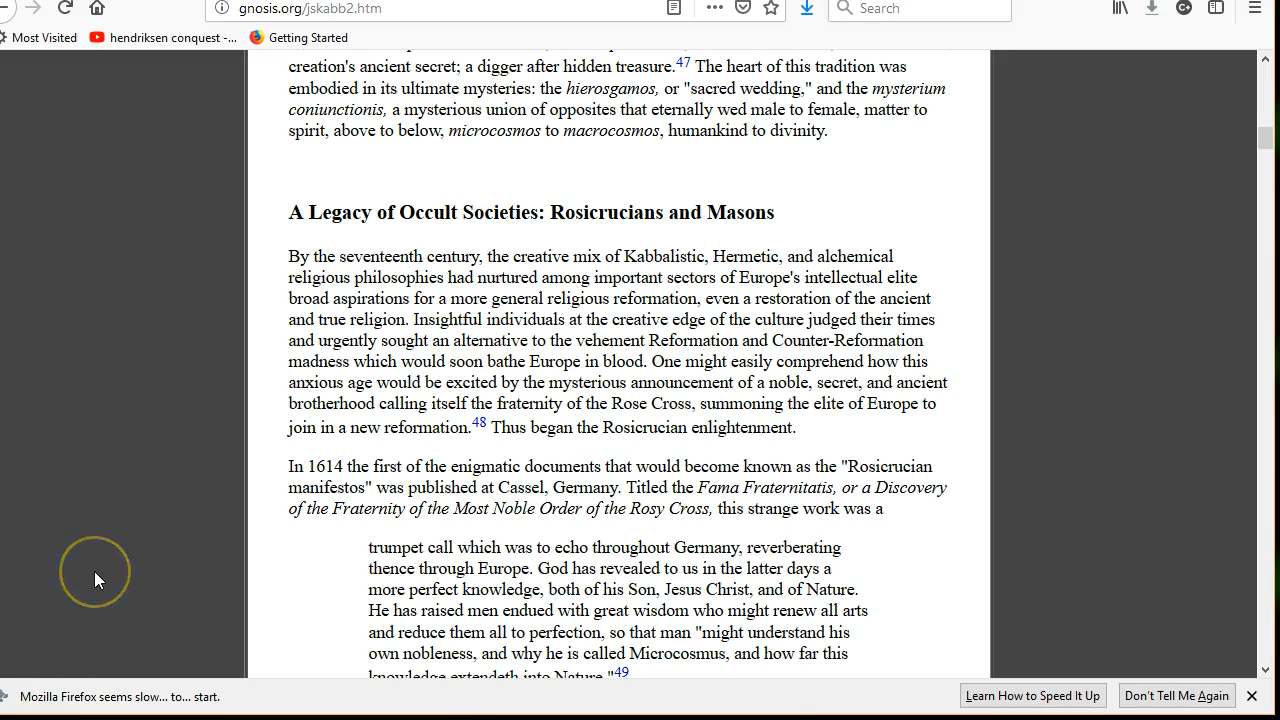 gnosis.org/jskabb2.htm
Search
Most Visited
hendriksen conquest -...
Getting Started
creation's ancient secret; a digger after hidden treasure.47 The heart of this tradition was
embodied in its ultimate mysteries: the hierosgamos, or "sacred wedding," and the mysterium
coniunctionis, a mysterious union of opposites that eternally wed male to female, matter to
spirit, above to below, microcosmos to macrocosmos, humankind to divinity.
A Legacy of Occult Societies: Rosicrucians and Masons
By the seventeenth century, the creative mix of Kabbalistic, Hermetic, and alchemical
religious philosophies had nurtured among important sectors of Europe's intellectual elite
broad aspirations for a more general religious reformation, even a restoration of the ancient
and true religion. Insightful individuals at the creative edge of the culture judged their times
and urgently sought an alternative to the vehement Reformation and Counter-Reformation
madness which would soon bathe Europe in blood. One might easily comprehend how this
anxious age would be excited by the mysterious announcement of a noble, secret, and ancient
brotherhood calling itself the fraternity of the Rose Cross, summoning the elite of Europe to
join in a new reformation.48 Thus began the Rosicrucian enlightenment.
In 1614 the first of the enigmatic documents that would become known as the "Rosicrucian
manifestos" was published at Cassel, Germany. Titled the Fama Fraternitatis, or a Discovery
of the Fraternity of the Most Noble Order of the Rosy Cross, this strange work was a
trumpet call which was to echo throughout Germany, reverberating
thence through Europe. God has revealed to us in the latter days a
more perfect knowledge, both of his Son, Jesus Christ, and of Nature.
He has raised men endued with great wisdom who might renew all arts
and reduce them all to perfection, so that man "might understand his
own nobleness, and why he is called Microcosmus, and how far this
knowledge extendeth into Nature."49
Mozilla Firefox seems slow... to... start.
Learn How to Speed It Up
Don't Tell Me Again